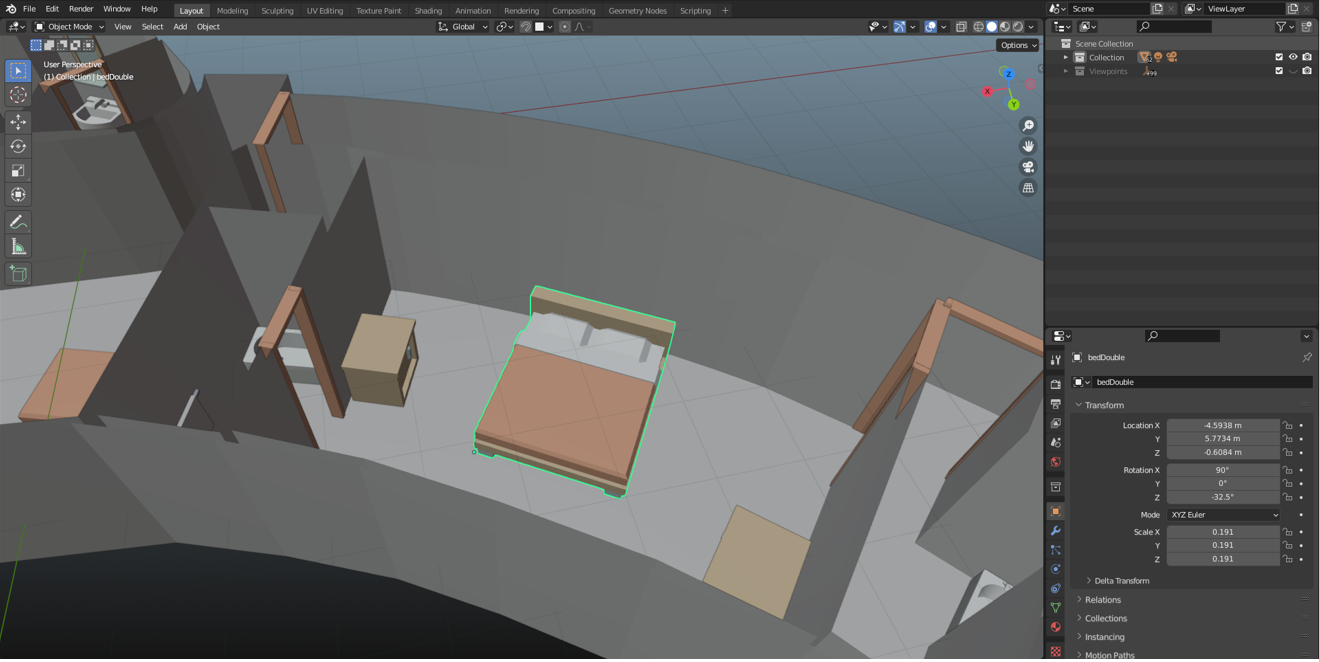 File Edit Render Window Help
Layout Modeling Sculpting UV Editing Texture Paint Shading Animation Rendering Compositing Geometry Nodes Scripting +
Scene
ViewLayer
Object Mode View Select Add Object
Global
Options
User Perspective
(1) Collection | bedDouble
Z
X
Y
Scene Collection
Collection
Viewpoints
bedDouble
bedDouble
Transform
Location X -4.5938 m
Y 5.7734 m
Z -0.6084 m
Rotation X 90°
Y 0°
Z -32.5°
Mode XYZ Euler
Scale X 0.191
Y 0.191
Z 0.191
Delta Transform
Relations
Collections
Instancing
Motion Paths